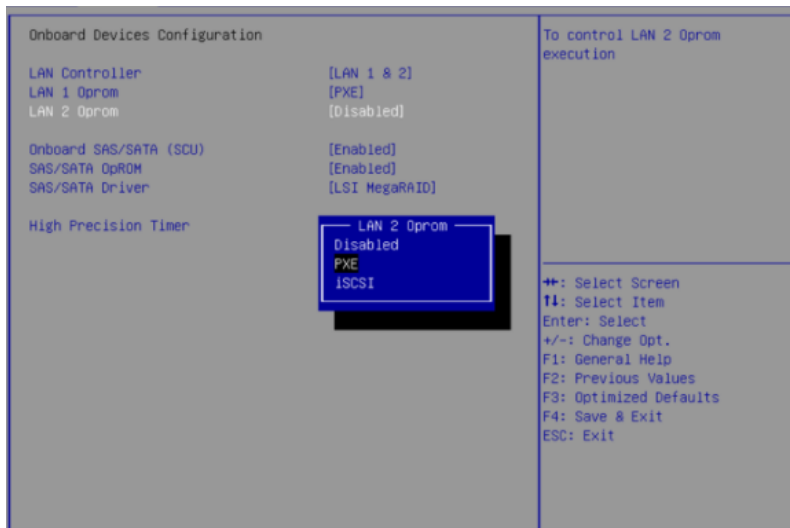 Onboard Devices Configuration
LAN Controller [LAN 1 & 2]
LAN 1 Oprom [PXE]
LAN 2 Oprom [Disabled]
Onboard SAS/SATA (SCU) [Enabled]
SAS/SATA OpROM [Enabled]
SAS/SATA Driver [LSI MegaRAID]
High Precision Timer
LAN 2 Oprom
Disabled
PXE
iSCSI
To control LAN 2 Oprom
execution
→←: Select Screen
↑↓: Select Item
Enter: Select
+/-: Change Opt.
F1: General Help
F2: Previous Values
F3: Optimized Defaults
F4: Save & Exit
ESC: Exit